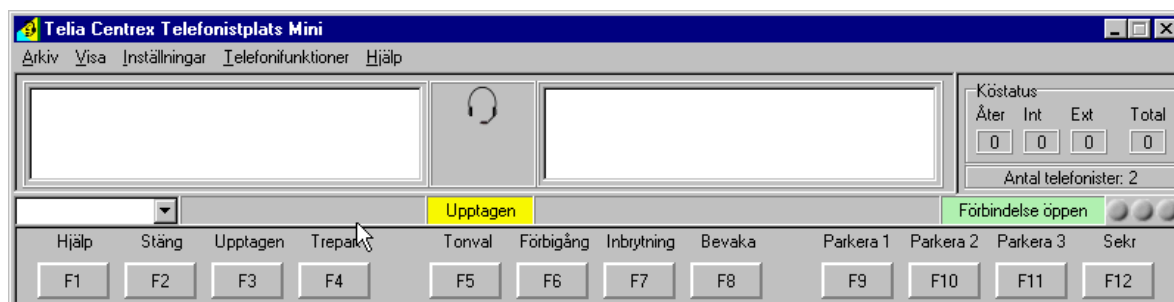 Telia Centrex Telefonistplats Mini
Arkiv Visa Inställningar Telefonifunktioner Hjälp
Köstatus
Åter Int Ext Total
0 0 0 0
Antal telefonister: 2
Upptagen Förbindelse öppen
Hjälp Stäng Upptagen Trepart Tonval Förbigång Inbrytning Bevaka Parkera 1 Parkera 2 Parkera 3 Sekr
F1 F2 F3 F4 F5 F6 F7 F8 F9 F10 F11 F12